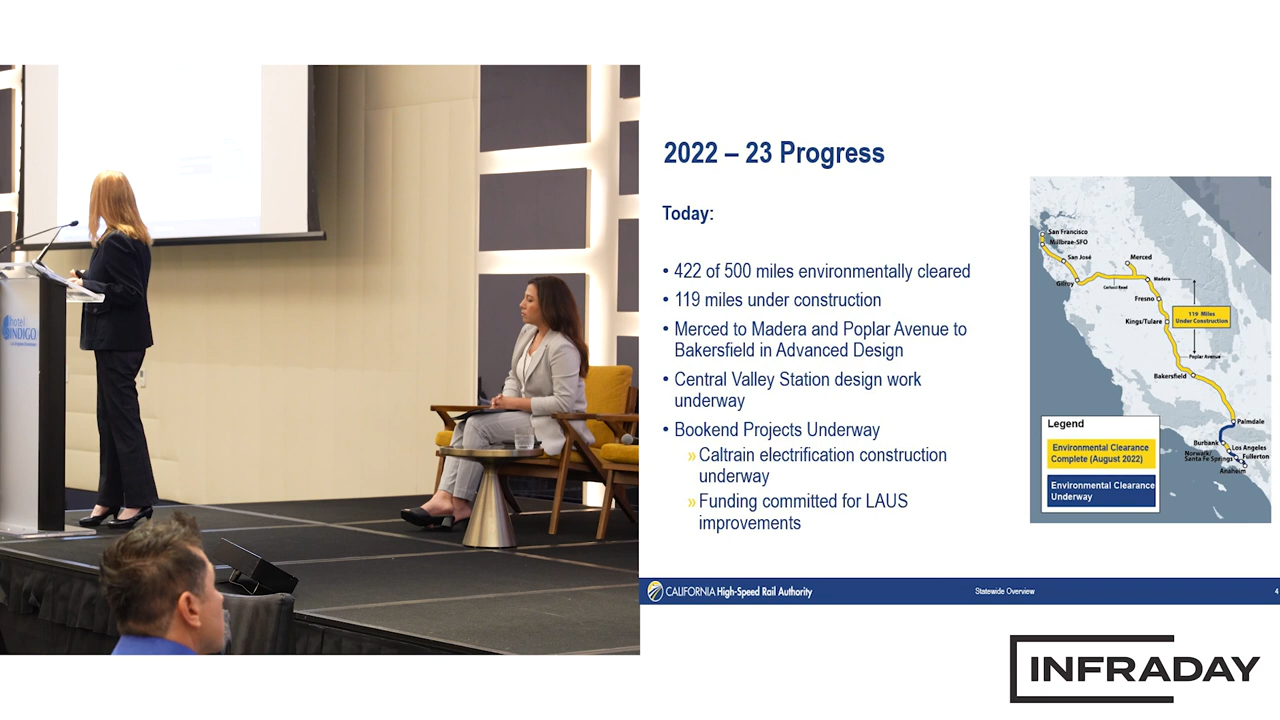 hotel
INDIGO
2022 – 23 Progress
Today:
• 422 of 500 miles environmentally cleared
• 119 miles under construction
• Merced to Madera and Poplar Avenue to
Bakersfield in Advanced Design
• Central Valley Station design work
underway
• Bookend Projects Underway
» Caltrain electrification construction
underway
» Funding committed for LAUS
improvements
San Francisco
Millbrae-SFO
San José
Gilroy
Merced
Carlucci Road
Madera
Fresno
119 Miles
Under Construction
Kings/Tulare
Poplar Avenue
Bakersfield
Palmdale
Burbank
Los Angeles
Norwalk/
Santa Fe Springs
Fullerton
Anaheim
Legend
Environmental Clearance
Complete (August 2022)
Environmental Clearance
Underway
CALIFORNIA High-Speed Rail Authority
Statewide Overview
4
INFRADAY